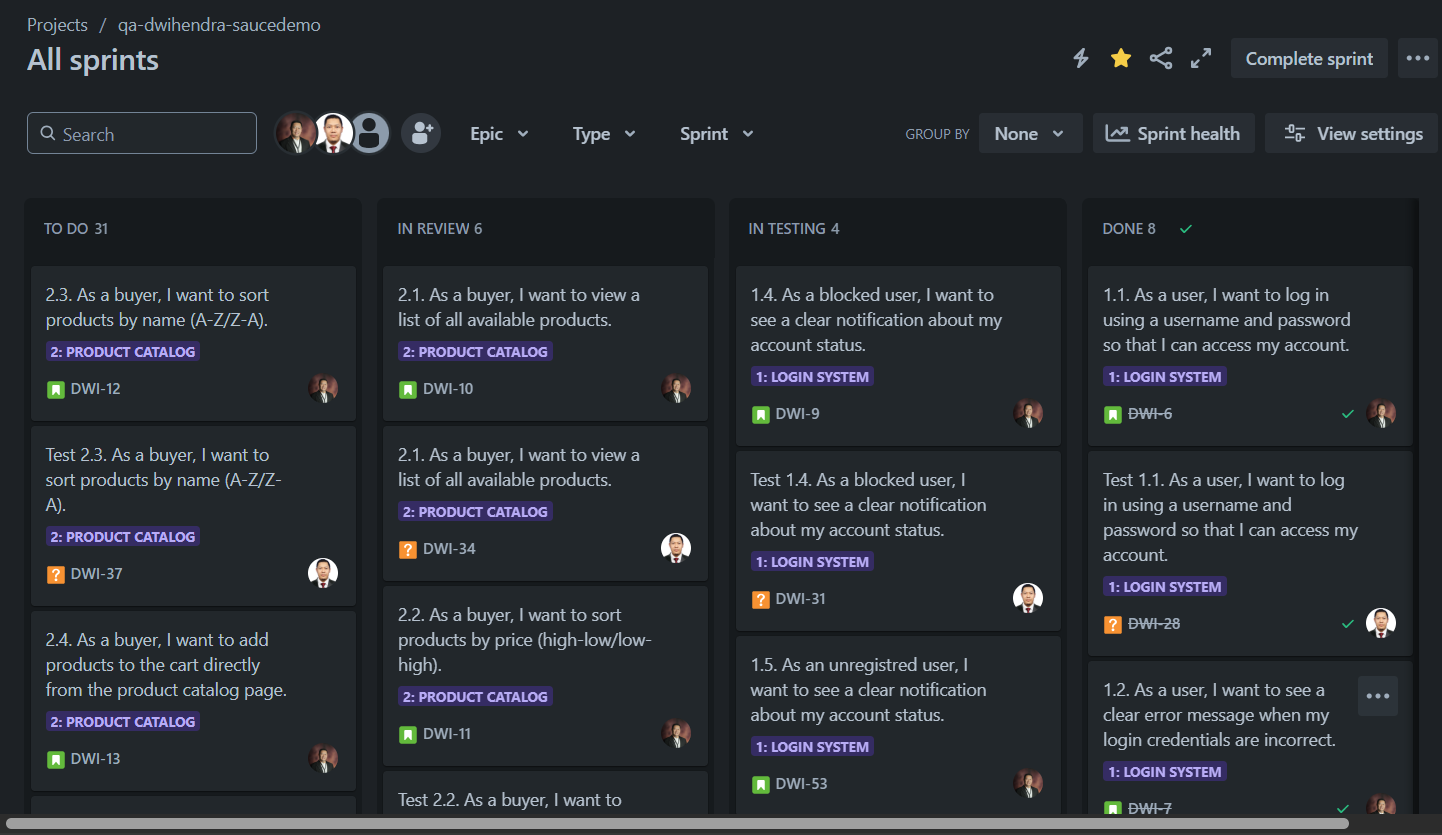 Projects / qa-dwihendra-saucedemo
All sprints
Complete sprint
Search
Epic
Type
Sprint
GROUP BY
None
Sprint health
View settings
TO DO 31
2.3. As a buyer, I want to sort
products by name (A-Z/Z-A).
2: PRODUCT CATALOG
DWI-12
Test 2.3. As a buyer, I want to
sort products by name (A-Z/Z-
A).
2: PRODUCT CATALOG
DWI-37
2.4. As a buyer, I want to add
products to the cart directly
from the product catalog page.
2: PRODUCT CATALOG
DWI-13
IN REVIEW 6
2.1. As a buyer, I want to view a
list of all available products.
2: PRODUCT CATALOG
DWI-10
2.1. As a buyer, I want to view a
list of all available products.
2: PRODUCT CATALOG
DWI-34
2.2. As a buyer, I want to sort
products by price (high-low/low-
high).
2: PRODUCT CATALOG
DWI-11
Test 2.2. As a buyer, I want to
IN TESTING 4
1.4. As a blocked user, I want to
see a clear notification about my
account status.
1: LOGIN SYSTEM
DWI-9
Test 1.4. As a blocked user, I
want to see a clear notification
about my account status.
1: LOGIN SYSTEM
DWI-31
1.5. As an unregistred user, I
want to see a clear notification
about my account status.
1: LOGIN SYSTEM
DWI-53
DONE 8
1.1. As a user, I want to log in
using a username and password
so that I can access my account.
1: LOGIN SYSTEM
DWI-6
Test 1.1. As a user, I want to log
in using a username and
password so that I can access my
account.
1: LOGIN SYSTEM
DWI-28
1.2. As a user, I want to see a
clear error message when my
login credentials are incorrect.
1: LOGIN SYSTEM
DWI-7